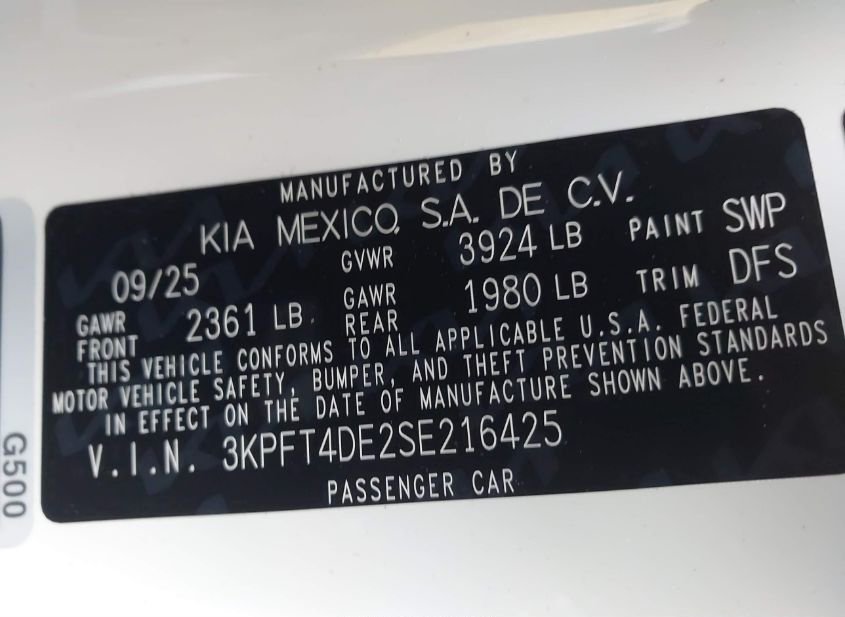 MANUFACTURED BY
KIA MEXICO, S.A. DE C.V.
09/25 GVWR 3924 LB PAINT SWP
GAWR FRONT 2361 LB. GAWR REAR 1980 LB TRIM DFS
THIS VEHICLE CONFORMS TO ALL APPLICABLE U.S.A. FEDERAL
MOTOR VEHICLE SAFETY, BUMPER, AND THEFT PREVENTION STANDARDS
IN EFFECT ON THE DATE OF MANUFACTURE SHOWN ABOVE.
V.I.N. 3KPFT4DE2SE216425
PASSENGER CAR
G500